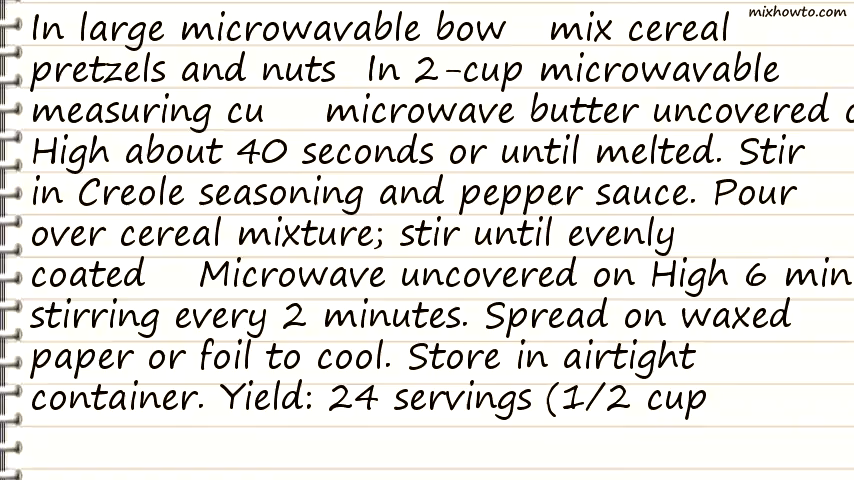 mixhowto.com
In large microwavable bow mix cereal
pretzels and nuts In 2-cup microwavable
measuring cu microwave butter uncovered
High about 40 seconds or until melted. Stir
in Creole seasoning and pepper sauce. Pour
over cereal mixture; stir until evenly
coated Microwave uncovered on High 6 min
stirring every 2 minutes. Spread on waxed
paper or foil to cool. Store in airtight
container. Yield: 24 servings (1/2 cup